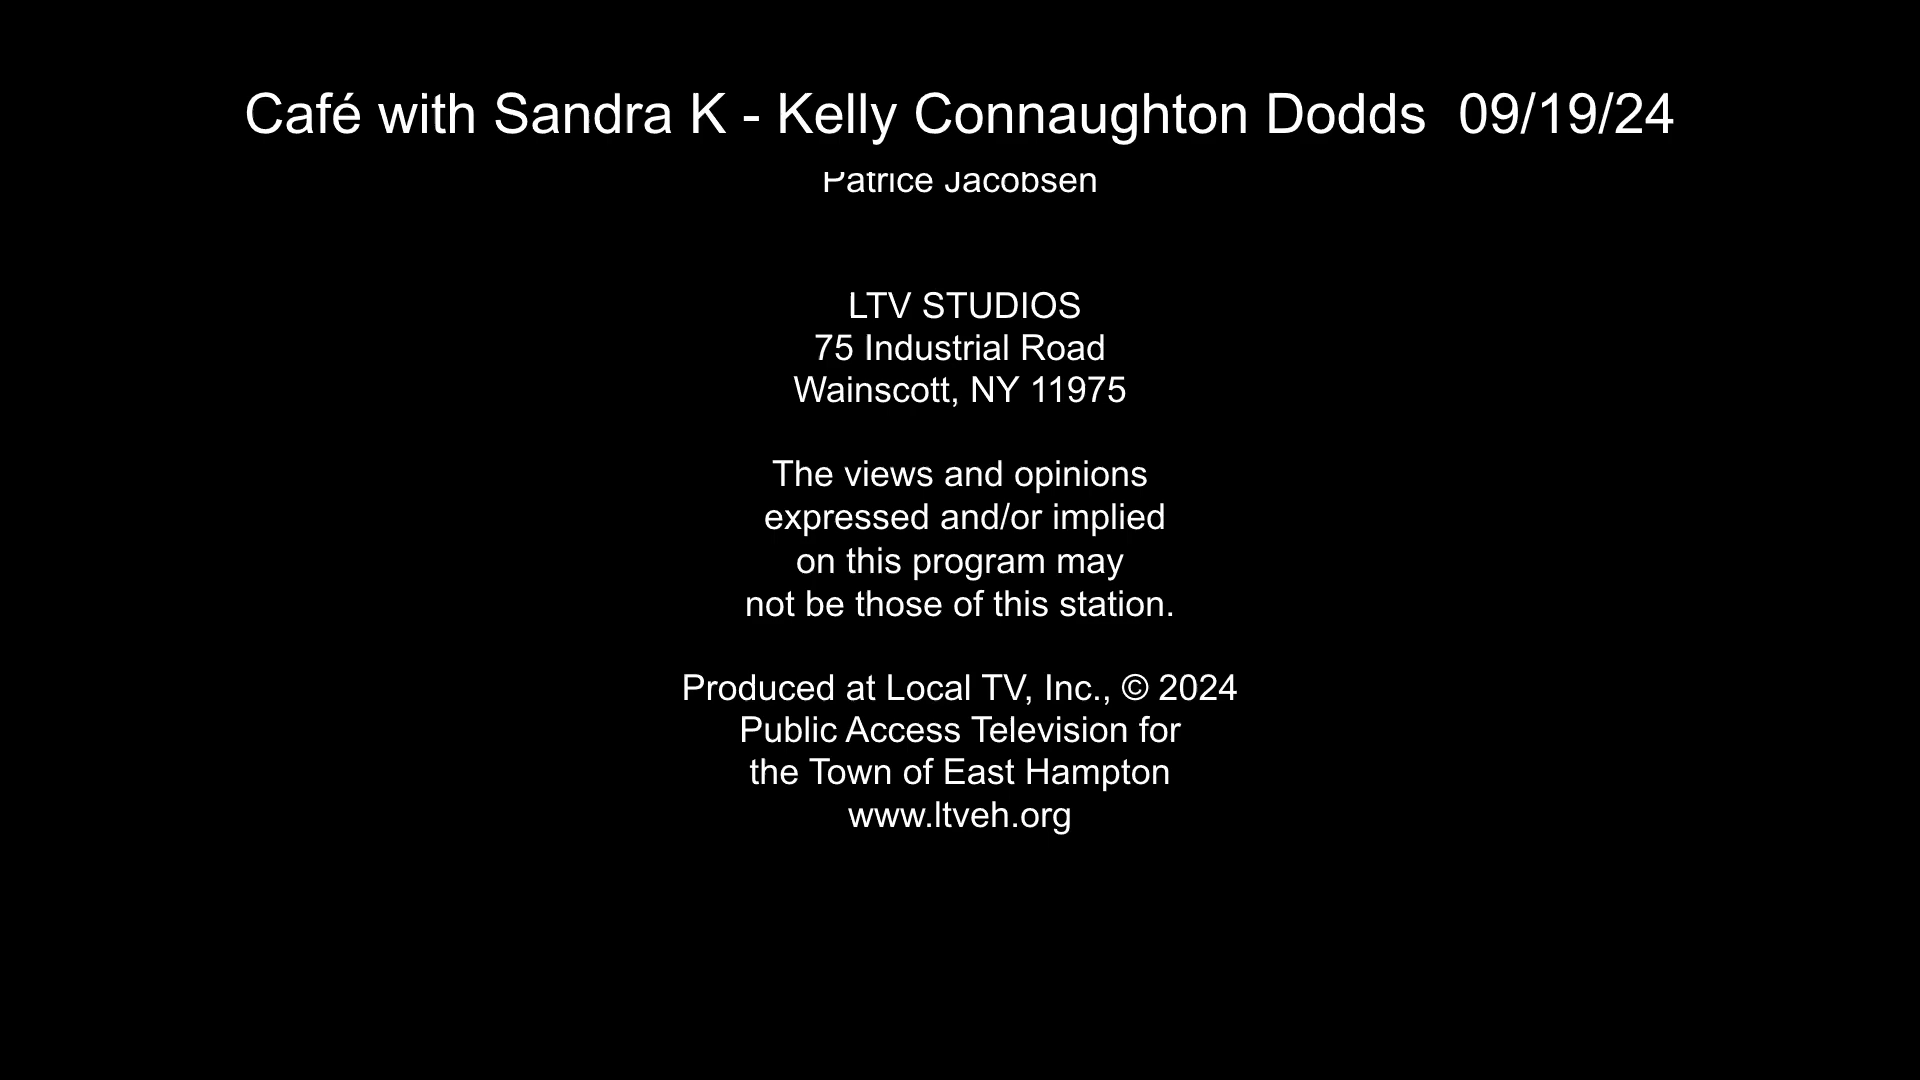 Café with Sandra K - Kelly Connaughton Dodds  09/19/24
Patrice Jacobsen
LTV STUDIOS
75 Industrial Road
Wainscott, NY 11975
The views and opinions
expressed and/or implied
on this program may
not be those of this station.
Produced at Local TV, Inc., © 2024
Public Access Television for
the Town of East Hampton
www.ltveh.org